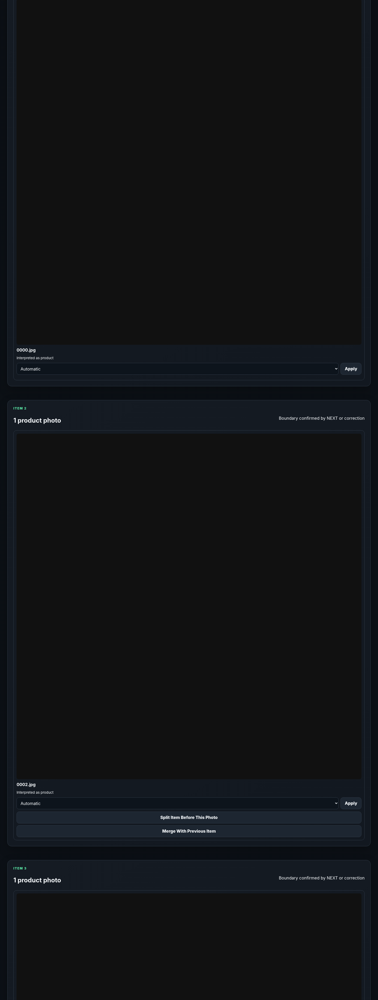 0000.jpg
Interpreted as product
Automatic
Apply
ITEM 2
1 product photo
Boundary confirmed by NEXT or correction
0002.jpg
Interpreted as product
Automatic
Apply
Split Item Before This Photo
Merge With Previous Item
ITEM 3
1 product photo
Boundary confirmed by NEXT or correction